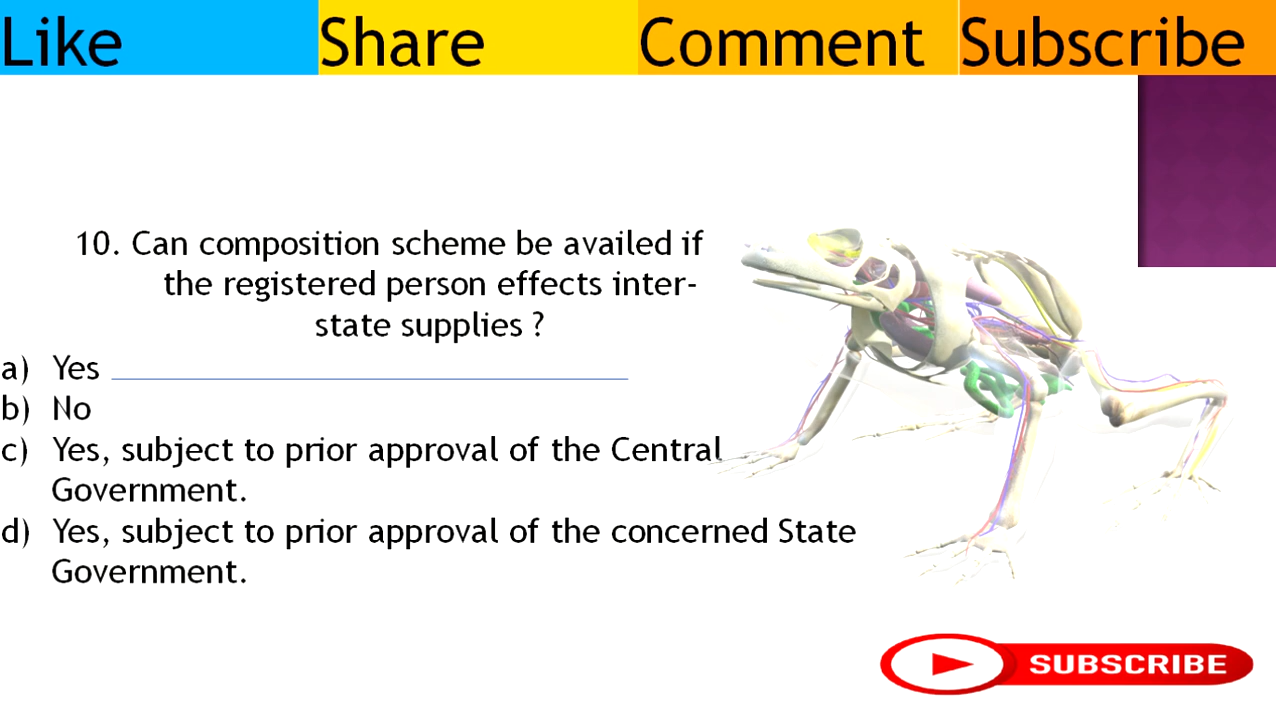 Like Share Comment Subscribe
10. Can composition scheme be availed if
the registered person effects inter-
state supplies ?
a) Yes
b) No
c) Yes, subject to prior approval of the Central
Government.
d) Yes, subject to prior approval of the concerned State
Government.
SUBSCRIBE